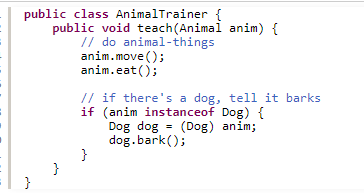 public class AnimalTrainer {
public void teach(Animal anim) {
// do animal-things
anim.move();
anim.eat();
// if there's a dog, tell it barks
if (anim instanceof Dog) {
Dog dog = (Dog) anim;
dog.bark();
}
}
}